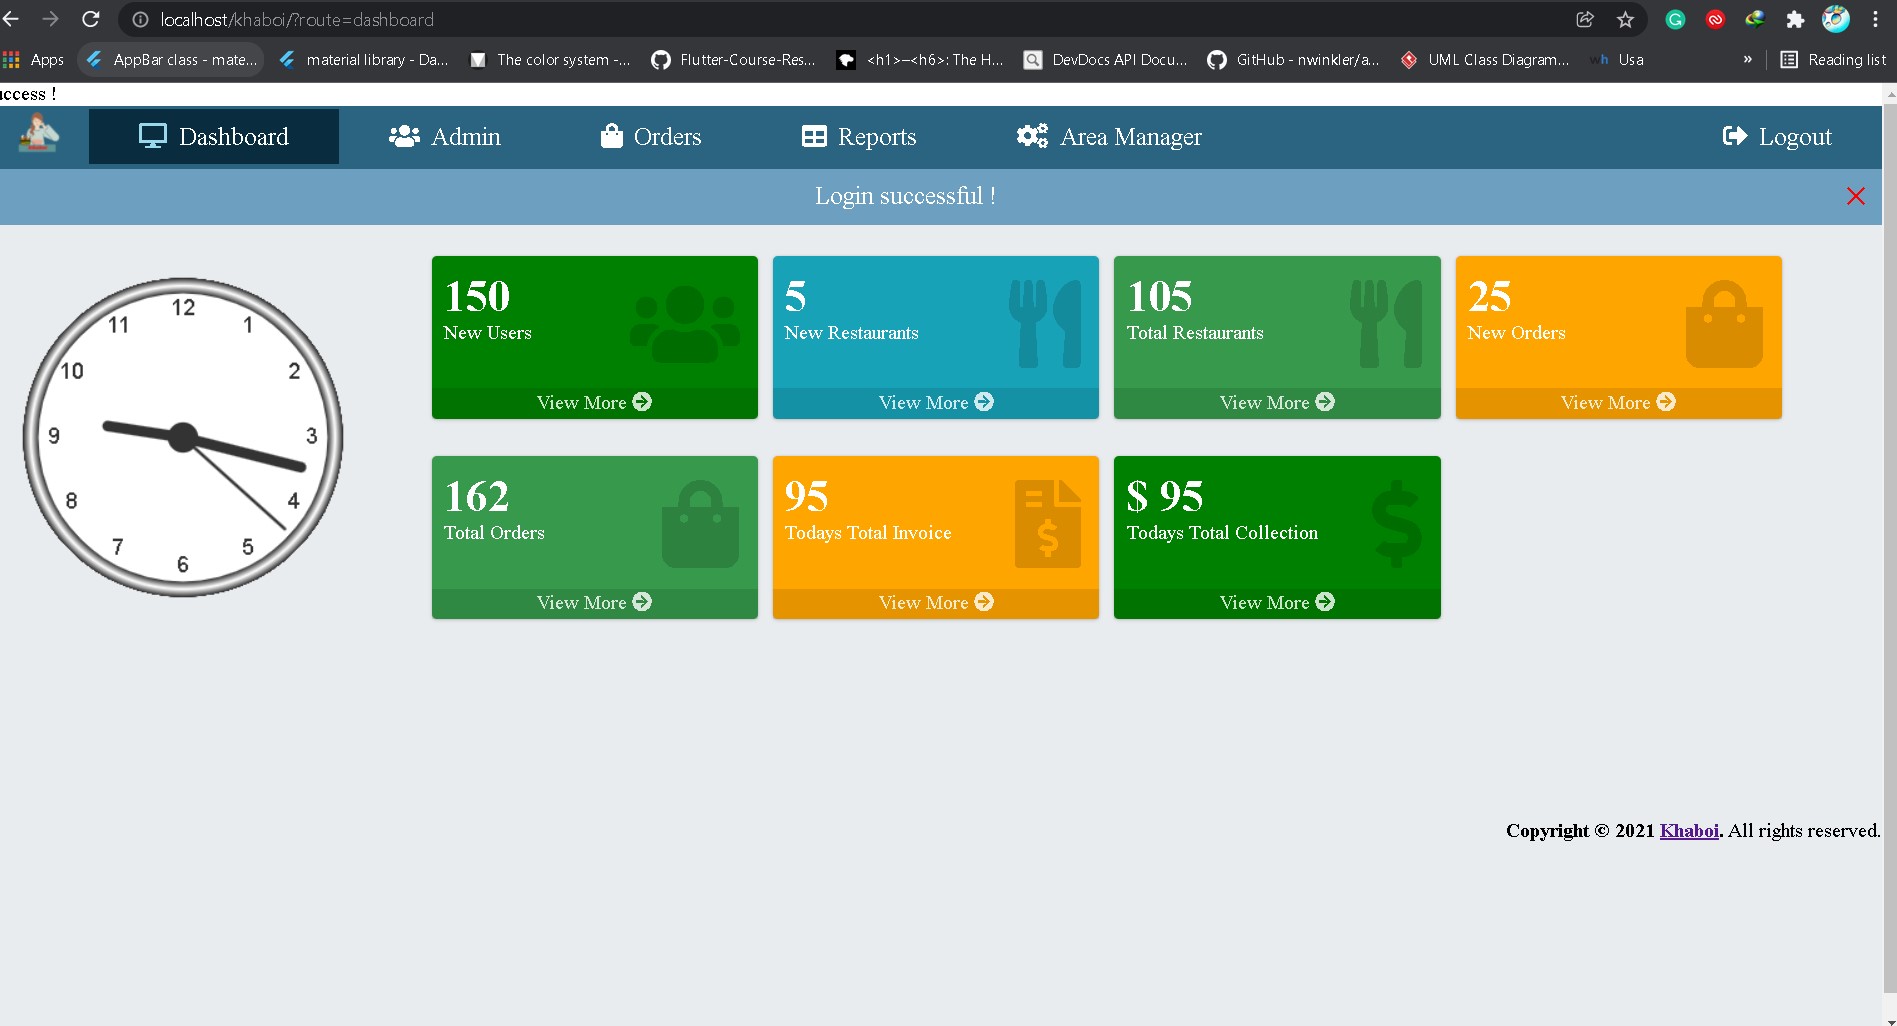 localhost/khaboi/?route=dashboard
Apps AppBar class - mate... material library - Da... The color system -... Flutter-Course-Res... <h1>–<h6>: The H... DevDocs API Docu... GitHub - nwinkler/a... UML Class Diagram... wh Usa » Reading list
uccess !
Dashboard Admin Orders Reports Area Manager Logout
Login successful !
12
1
2
3
4
5
6
7
8
9
10
11
150
New Users
View More
5
New Restaurants
View More
105
Total Restaurants
View More
25
New Orders
View More
162
Total Orders
View More
95
Todays Total Invoice
View More
$ 95
Todays Total Collection
View More
Copyright © 2021 Khaboi. All rights reserved.